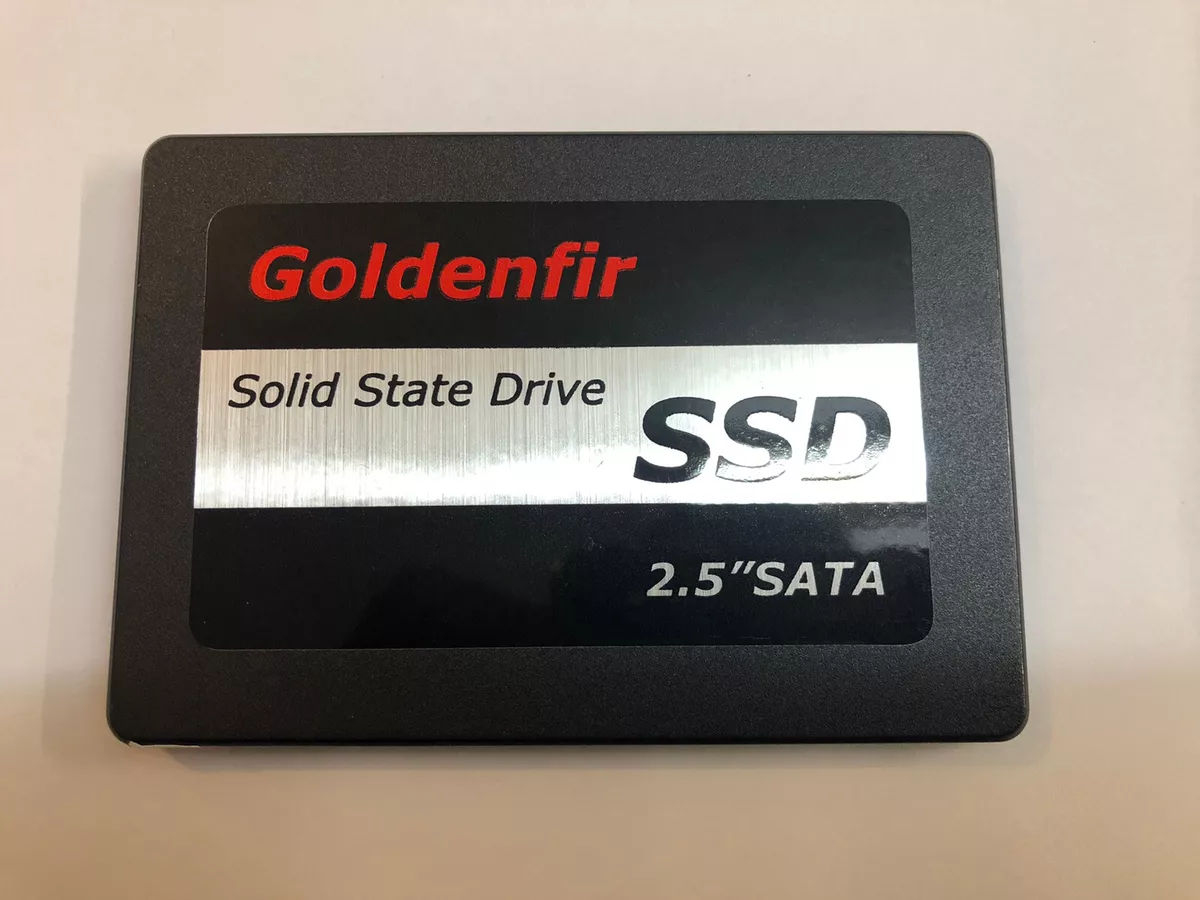 Goldenfir
Solid State Drive
SSD
2.5"SATA